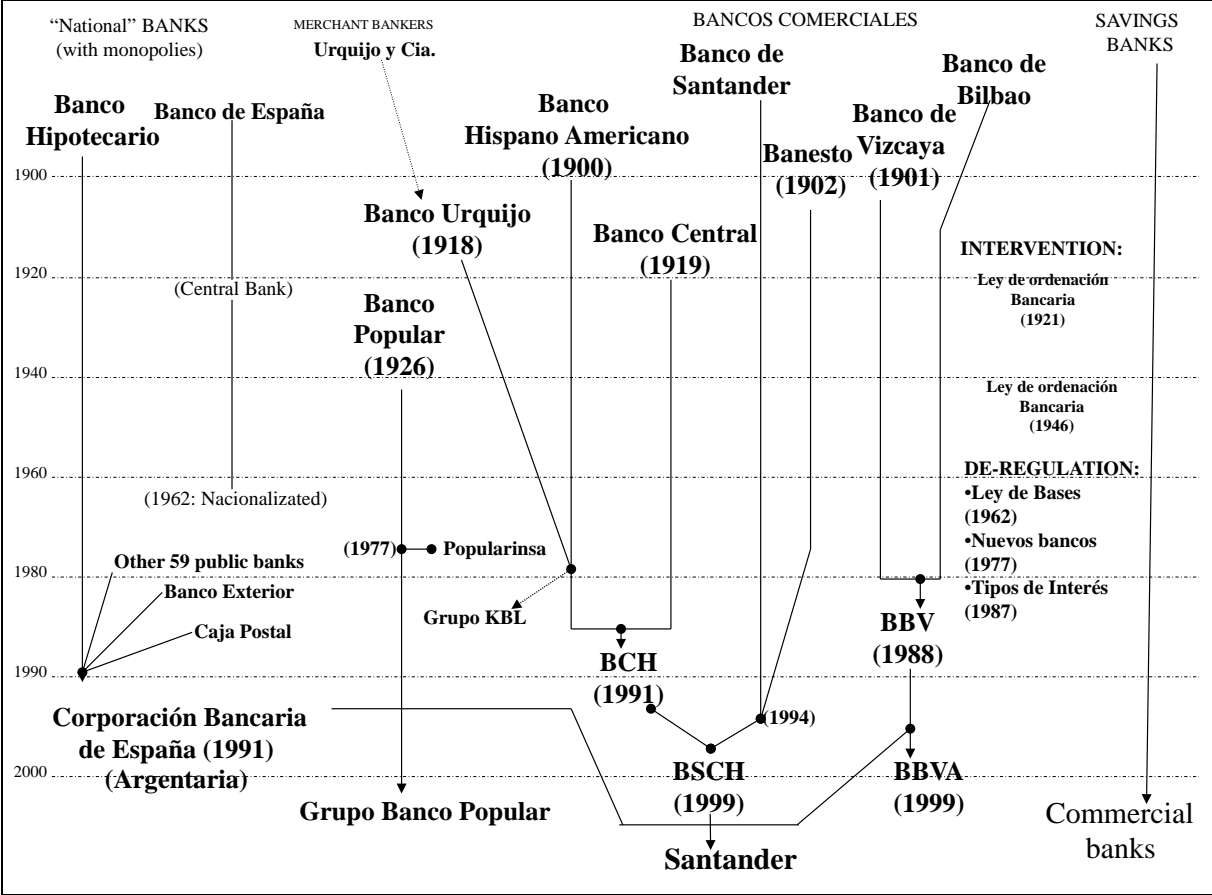 “National” BANKS
(with monopolies)
MERCHANT BANKERS
Urquijo y Cia.
BANCOS COMERCIALES
SAVINGS
BANKS
Banco
Hipotecario
Banco de España
Banco
Hispano Americano
(1900)
Banco de
Santander
Banesto
(1902)
Banco de
Vizcaya
(1901)
Banco de
Bilbao
1900
Banco Urquijo
(1918)
Banco Central
(1919)
INTERVENTION:
Ley de ordenación
Bancaria
(1921)
1920
(Central Bank)
Banco
Popular
(1926)
1940
Ley de ordenación
Bancaria
(1946)
1960
(1962: Nacionalizated)
DE-REGULATION:
•Ley de Bases
(1962)
•Nuevos bancos
(1977)
•Tipos de Interés
(1987)
(1977)
Popularinsa
Other 59 public banks
Banco Exterior
Caja Postal
1980
Grupo KBL
BCH
(1991)
BBV
(1988)
1990
Corporación Bancaria
de España (1991)
(Argentaria)
(1994)
2000
BSCH
(1999)
BBVA
(1999)
Grupo Banco Popular
Santander
Commercial
banks